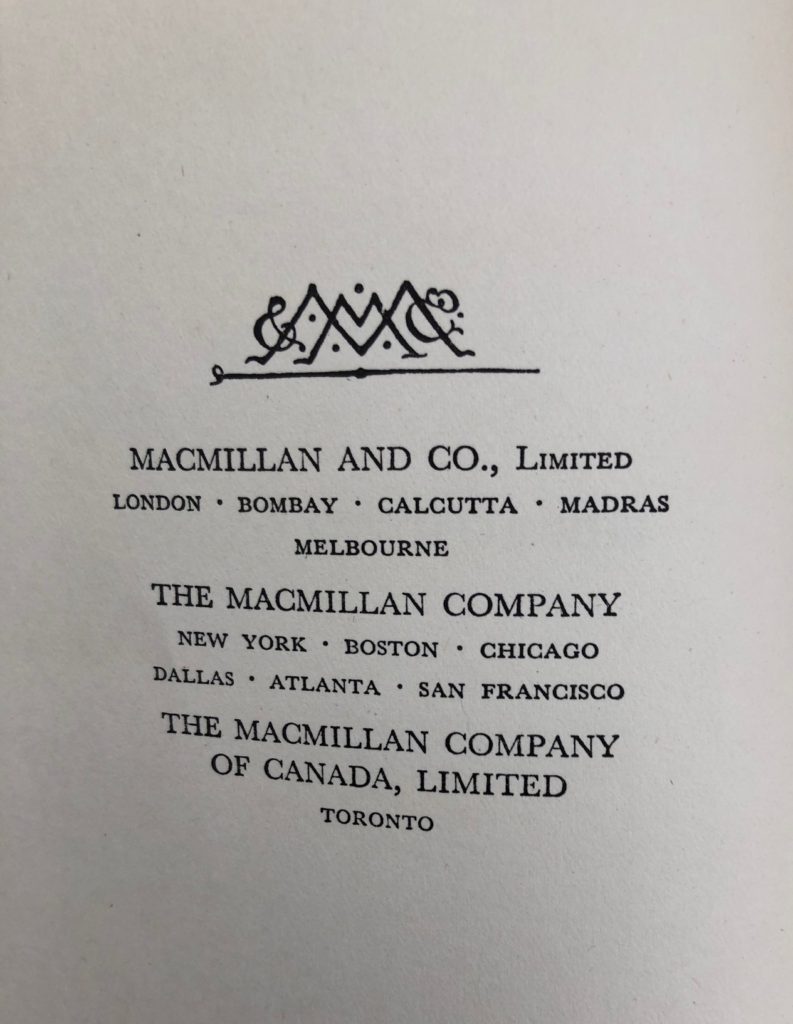 & M M Co.
MACMILLAN AND CO., LIMITED
LONDON · BOMBAY · CALCUTTA · MADRAS
MELBOURNE
THE MACMILLAN COMPANY
NEW YORK · BOSTON · CHICAGO
DALLAS · ATLANTA · SAN FRANCISCO
THE MACMILLAN COMPANY
OF CANADA, LIMITED
TORONTO